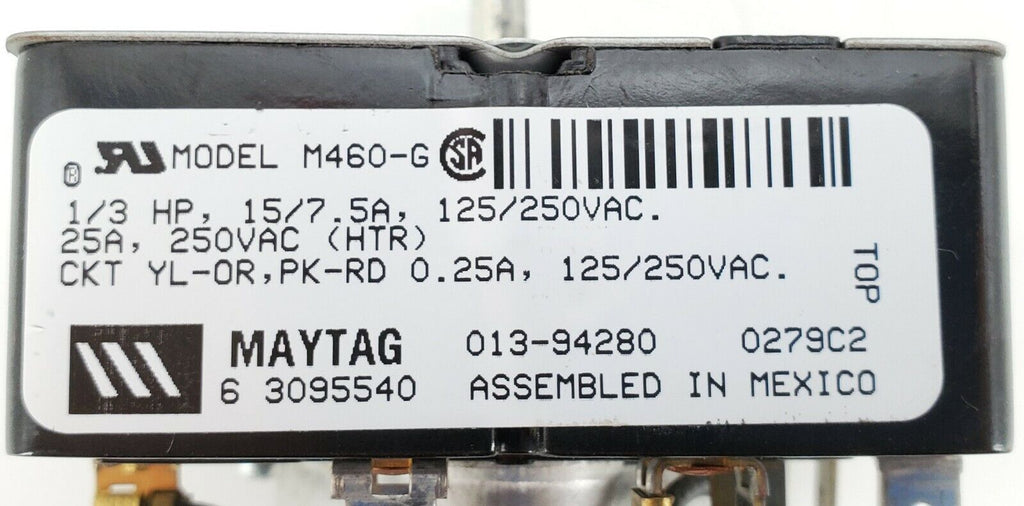 ® MODEL M460-G SA
1/3 HP, 15/7.5A, 125/250VAC.
25A, 250VAC (HTR)
CKT YL-OR,PK-RD 0.25A, 125/250VAC.
TOP
MAYTAG 013-94280 0279C2
6 3095540 ASSEMBLED IN MEXICO